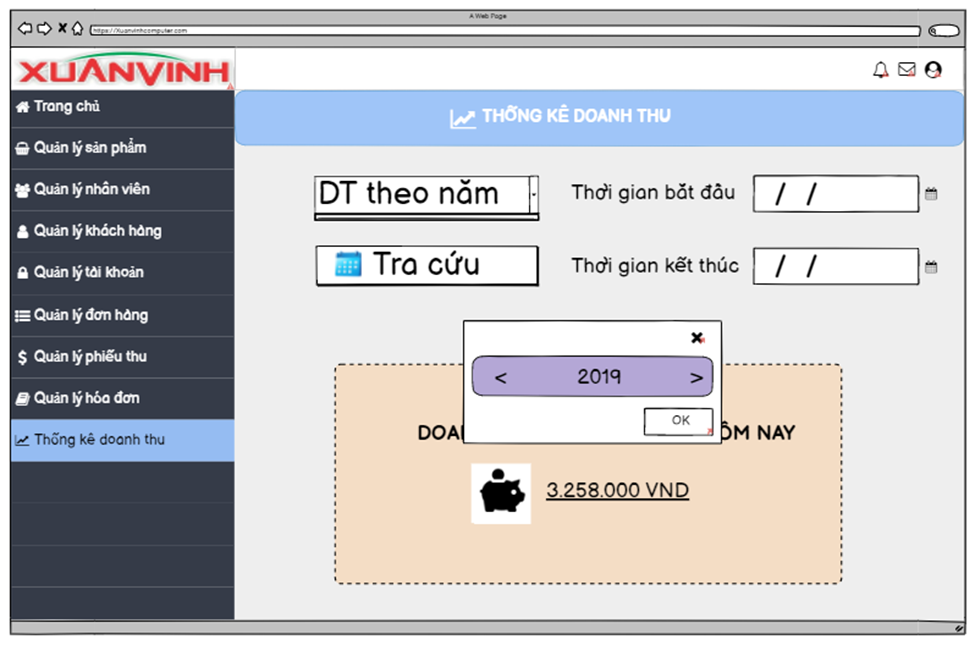 A Web Page
https://Xuanvinhcomputer.com
XUANVINH
Trang chủ
Quản lý sản phẩm
Quản lý nhân viên
Quản lý khách hàng
Quản lý tài khoản
Quản lý đơn hàng
Quản lý phiếu thu
Quản lý hóa đơn
Thống kê doanh thu
THỐNG KÊ DOANH THU
DT theo năm
Thời gian bắt đầu
/ /
Tra cứu
Thời gian kết thúc
/ /
< 2019 >
OK
DOA ÔM NAY
3.258.000 VND